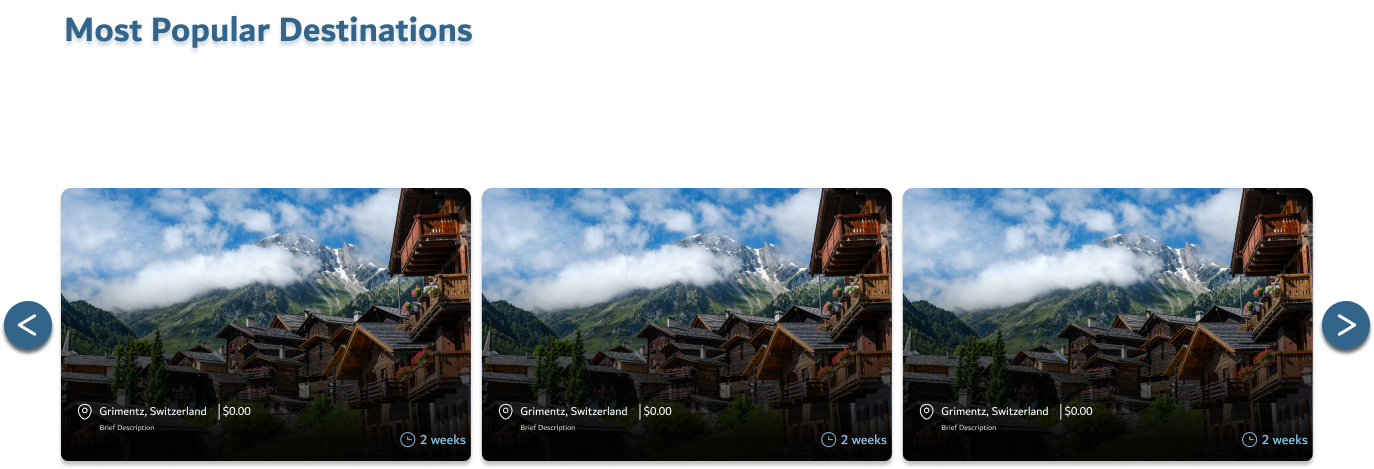 Most Popular Destinations
<
Grimentz, Switzerland | $0.00
Brief Description
2 weeks
Grimentz, Switzerland | $0.00
Brief Description
2 weeks
Grimentz, Switzerland | $0.00
Brief Description
2 weeks
>